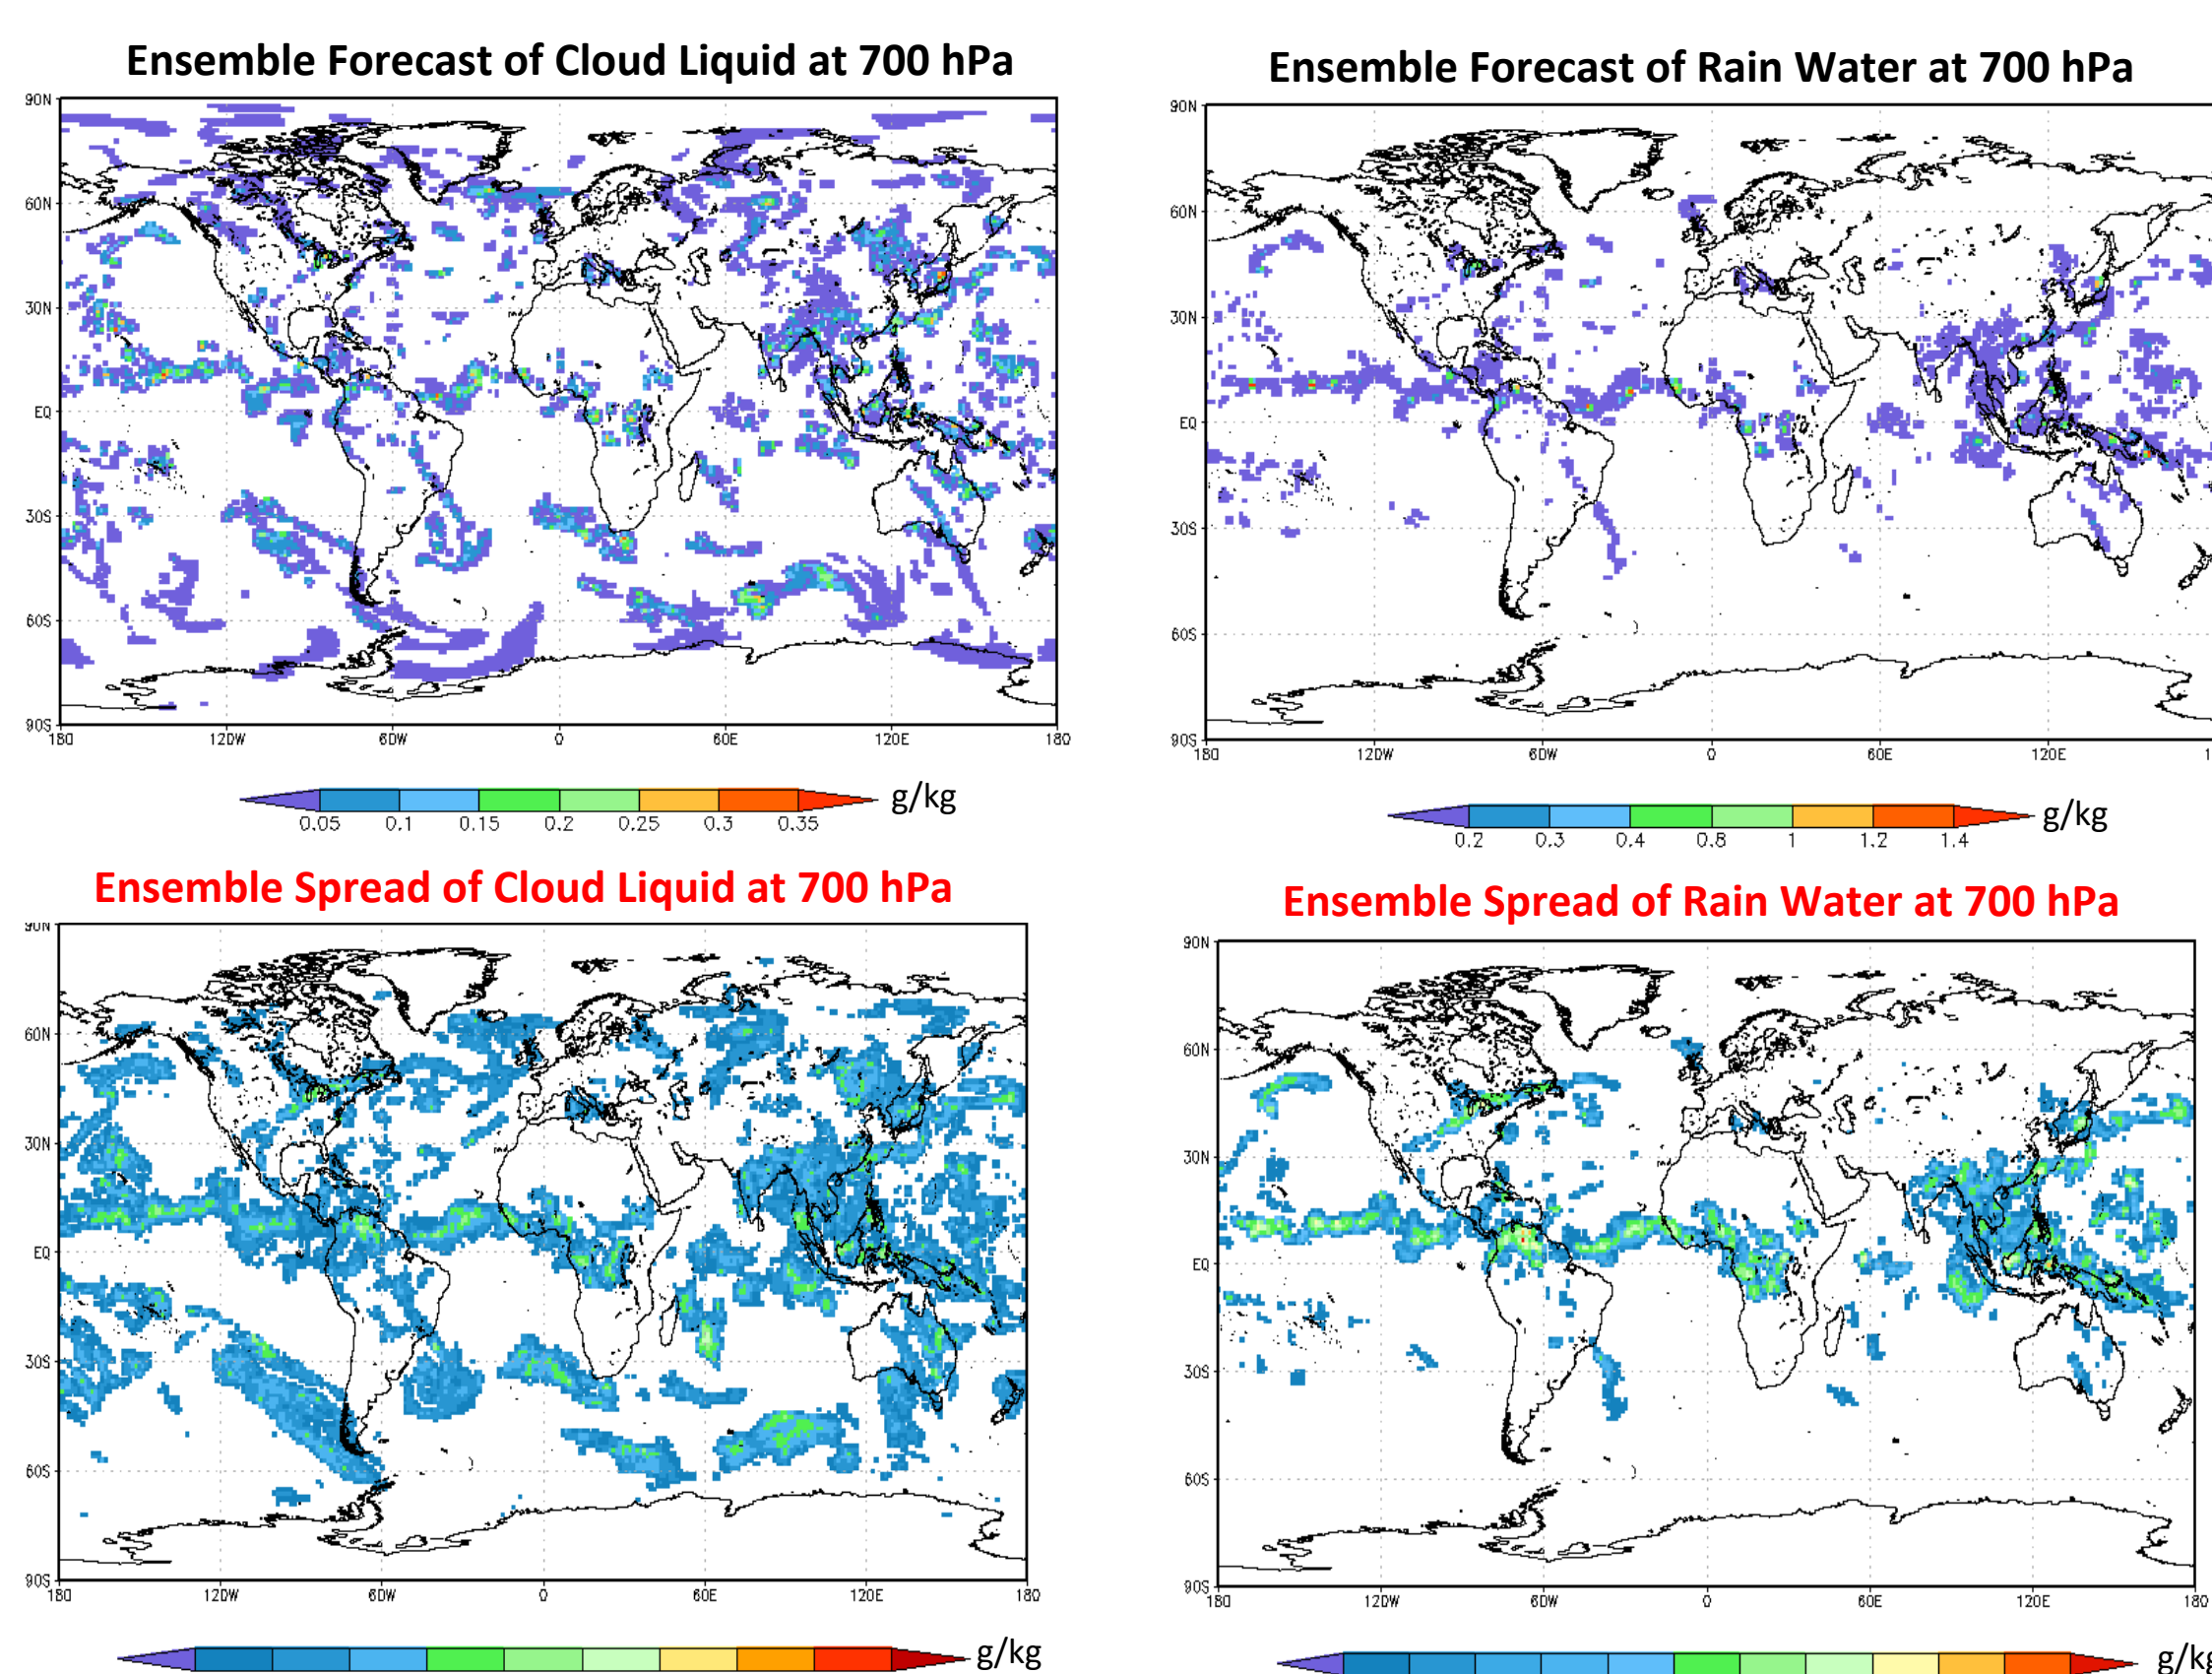 Ensemble Forecast of Cloud Liquid at 700 hPa
90N
60N
30N
EQ
30S
60S
90S
180 120W 60W 0 60E 120E 180
0.05 0.1 0.15 0.2 0.25 0.3 0.35
g/kg
Ensemble Forecast of Rain Water at 700 hPa
90N
60N
30N
EQ
30S
60S
90S
180 120W 60W 0 60E 120E 1
0.2 0.3 0.4 0.8 1 1.2 1.4
g/kg
Ensemble Spread of Cloud Liquid at 700 hPa
90N
60N
30N
EQ
30S
60S
90S
180 120W 60W 0 60E 120E 180
g/kg
Ensemble Spread of Rain Water at 700 hPa
90N
60N
30N
EQ
30S
60S
90S
180 120W 60W 0 60E 120E 180
g/kg